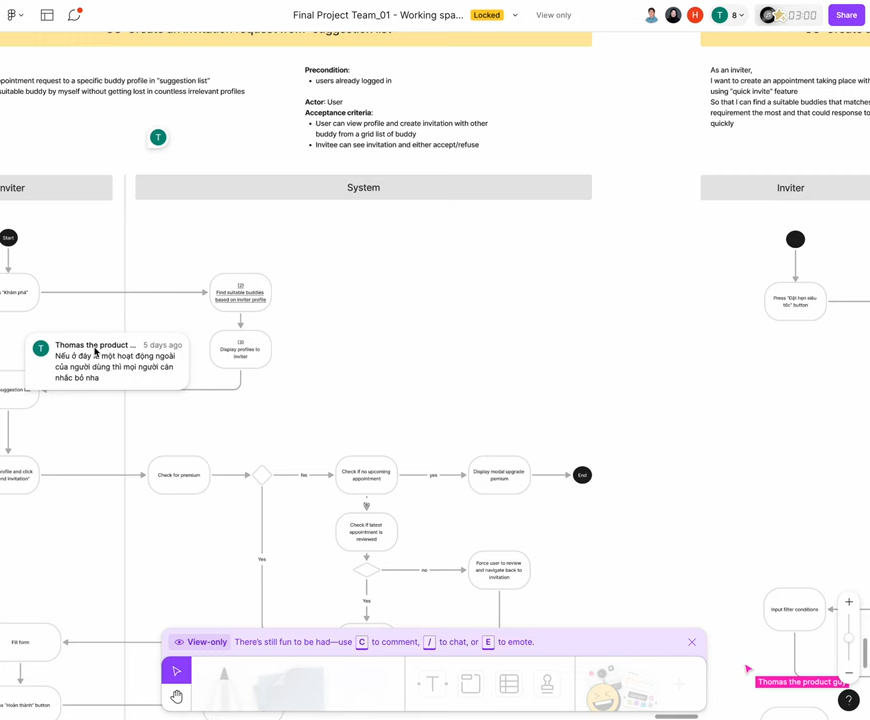 Final Project Team_01 - Working spa...
Locked
View only
H
T
8
03:00
Share
ppointment request to a specific buddy profile in "suggestion list"
suitable buddy by myself without getting lost in countless irrelevant profiles
Precondition:
users already logged in
Actor: User
Acceptance criteria:
User can view profile and create invitation with other
buddy from a grid list of buddy
Invitee can see invitation and either accept/refuse
As an inviter,
I want to create an appointment taking place with
using "quick invite" feature
So that I can find a suitable buddies that matches
requirement the most and that could response to
quickly
T
nviter
System
Inviter
Start
"Khám phá"
Find suitable buddies
based on inviter profile
Display profiles to
inviter
Press "Đặt hẹn siêu
tốc" button
T
Thomas the product ...
5 days ago
Nếu ở đây là một hoạt động ngoài
của người dùng thì mọi người cân
nhắc bỏ nha
profile and click
end invitation"
Check for premium
No
Check if no upcoming
appointment
yes
Display modal upgrade
pemium
End
No
Check if latest
appointment is
reviewed
Yes
no
Force user to review
and navigate back to
invitation
Yes
Input filter conditions
Fill form
"Hoàn thành" button
View-only
There's still fun to be had—use C to comment, / to chat, or E to emote.
Thomas the product gu
T
?